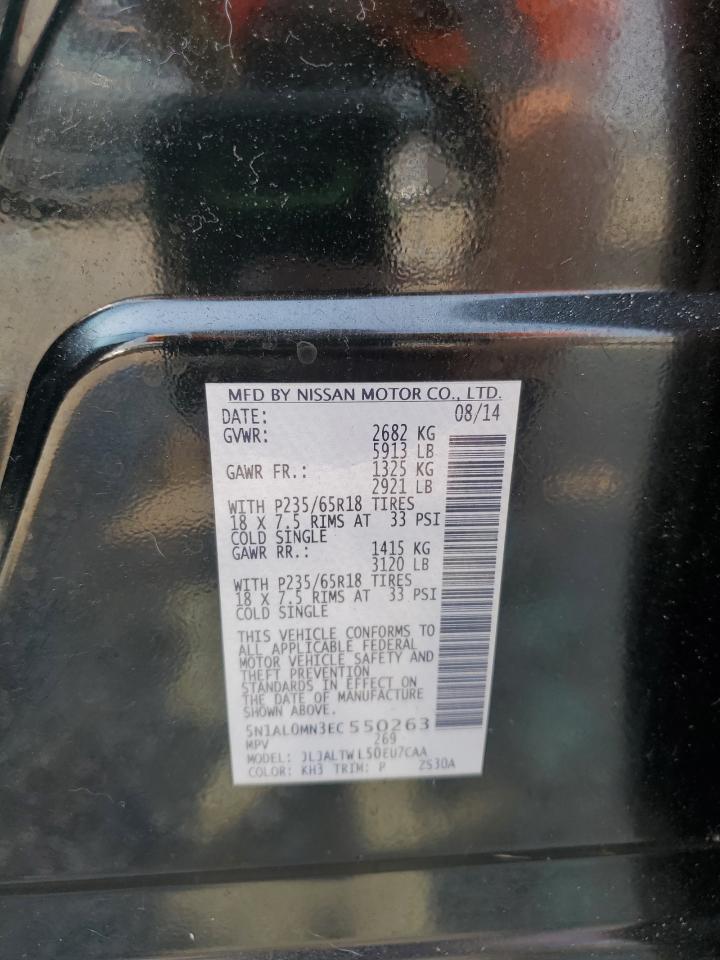 MFD BY NISSAN MOTOR CO., LTD.
DATE: 08/14
GVWR: 2682 KG
5913 LB
GAWR FR.: 1325 KG
2921 LB
WITH P235/65R18 TIRES
18 X 7.5 RIMS AT 33 PSI
COLD SINGLE
GAWR RR.: 1415 KG
3120 LB
WITH P235/65R18 TIRES
18 X 7.5 RIMS AT 33 PSI
COLD SINGLE
THIS VEHICLE CONFORMS TO
ALL APPLICABLE FEDERAL
MOTOR VEHICLE SAFETY AND
THEFT PREVENTION
STANDARDS IN EFFECT ON
THE DATE OF MANUFACTURE
SHOWN ABOVE.
5N1AL0MN3EC550263
MPV 269
MODEL: JLJALTWL50EU7CAA
COLOR: KH3 TRIM: P 2S30A